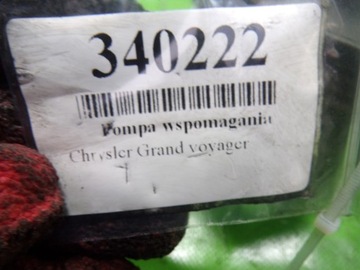 340222
Pompa wspomagania
Chrysler Grand voyager